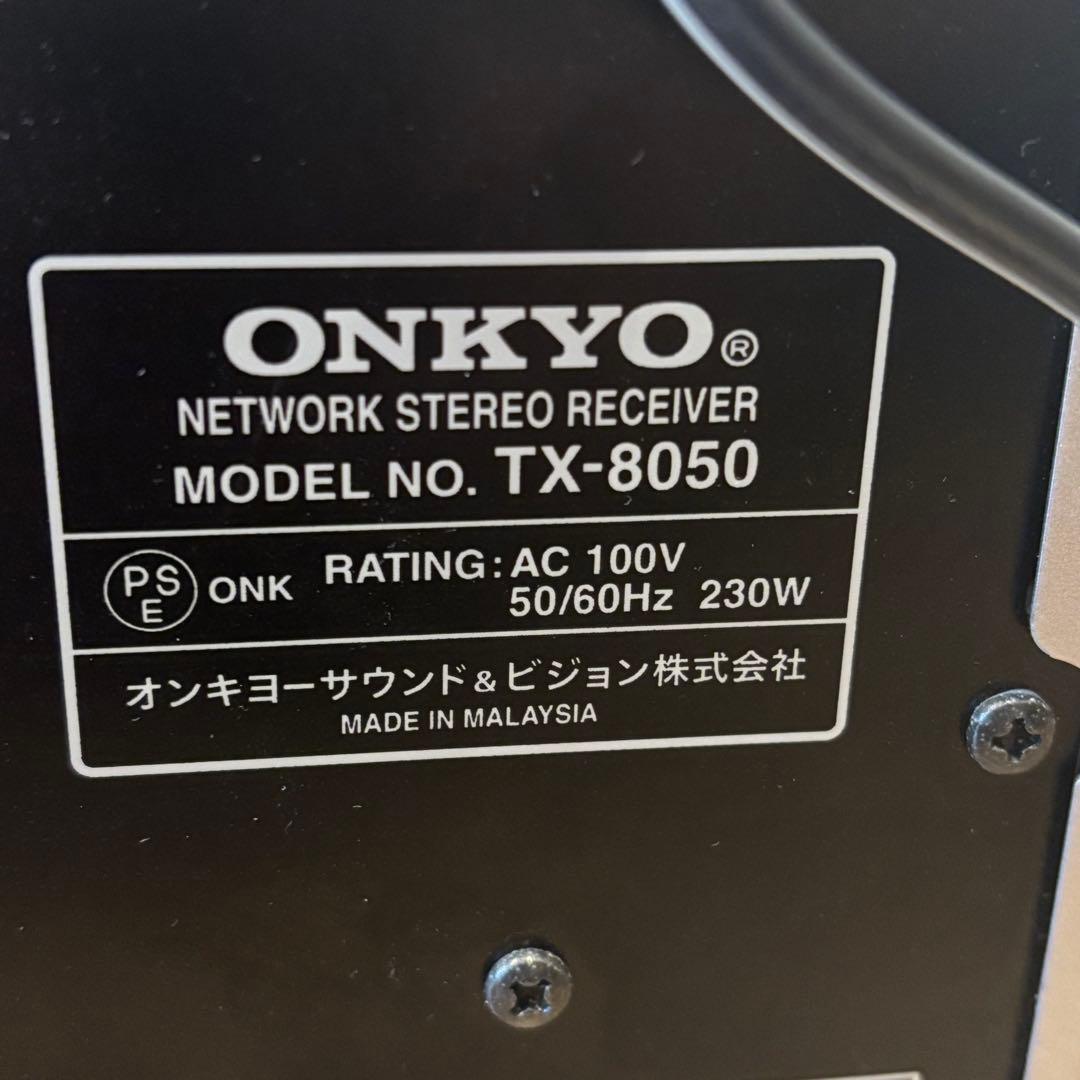 ONKYO®
NETWORK STEREO RECEIVER
MODEL NO. TX-8050
PSE ONK RATING: AC 100V
50/60Hz 230W
オンキヨーサウンド&ビジョン株式会社
MADE IN MALAYSIA